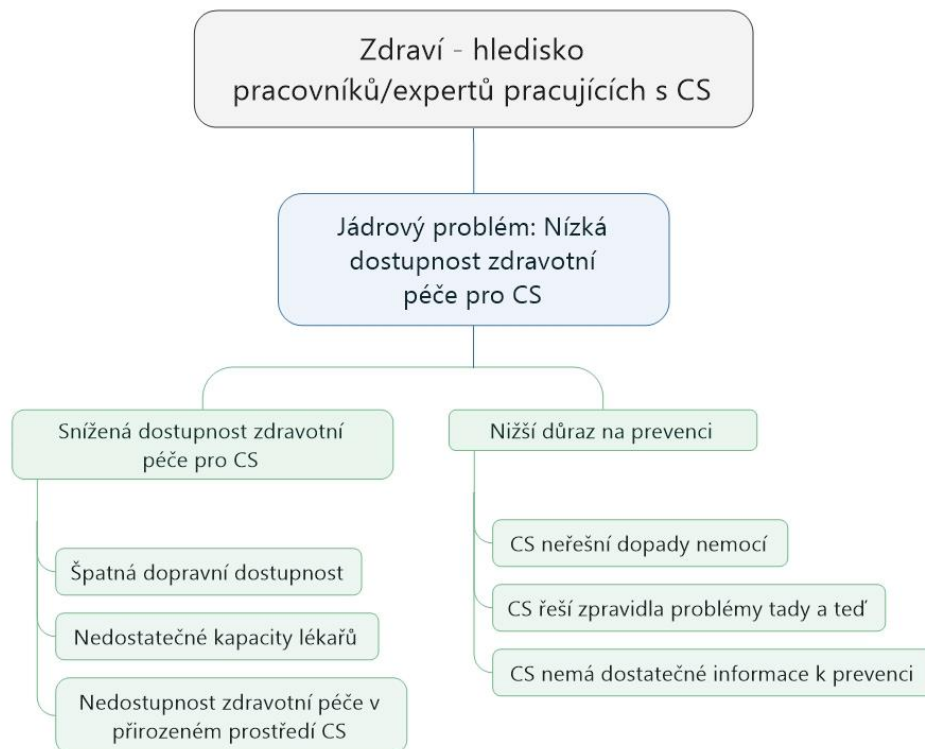 Zdraví - hledisko
pracovníků/expertů pracujících s CS
Jádrový problém: Nízká
dostupnost zdravotní
péče pro CS
Snížená dostupnost zdravotní
péče pro CS
Špatná dopravní dostupnost
Nedostatečné kapacity lékařů
Nedostupnost zdravotní péče v
přirozeném prostředí CS
Nižší důraz na prevenci
CS neřešní dopady nemocí
CS řeší zpravidla problémy tady a teď
CS nemá dostatečné informace k prevenci